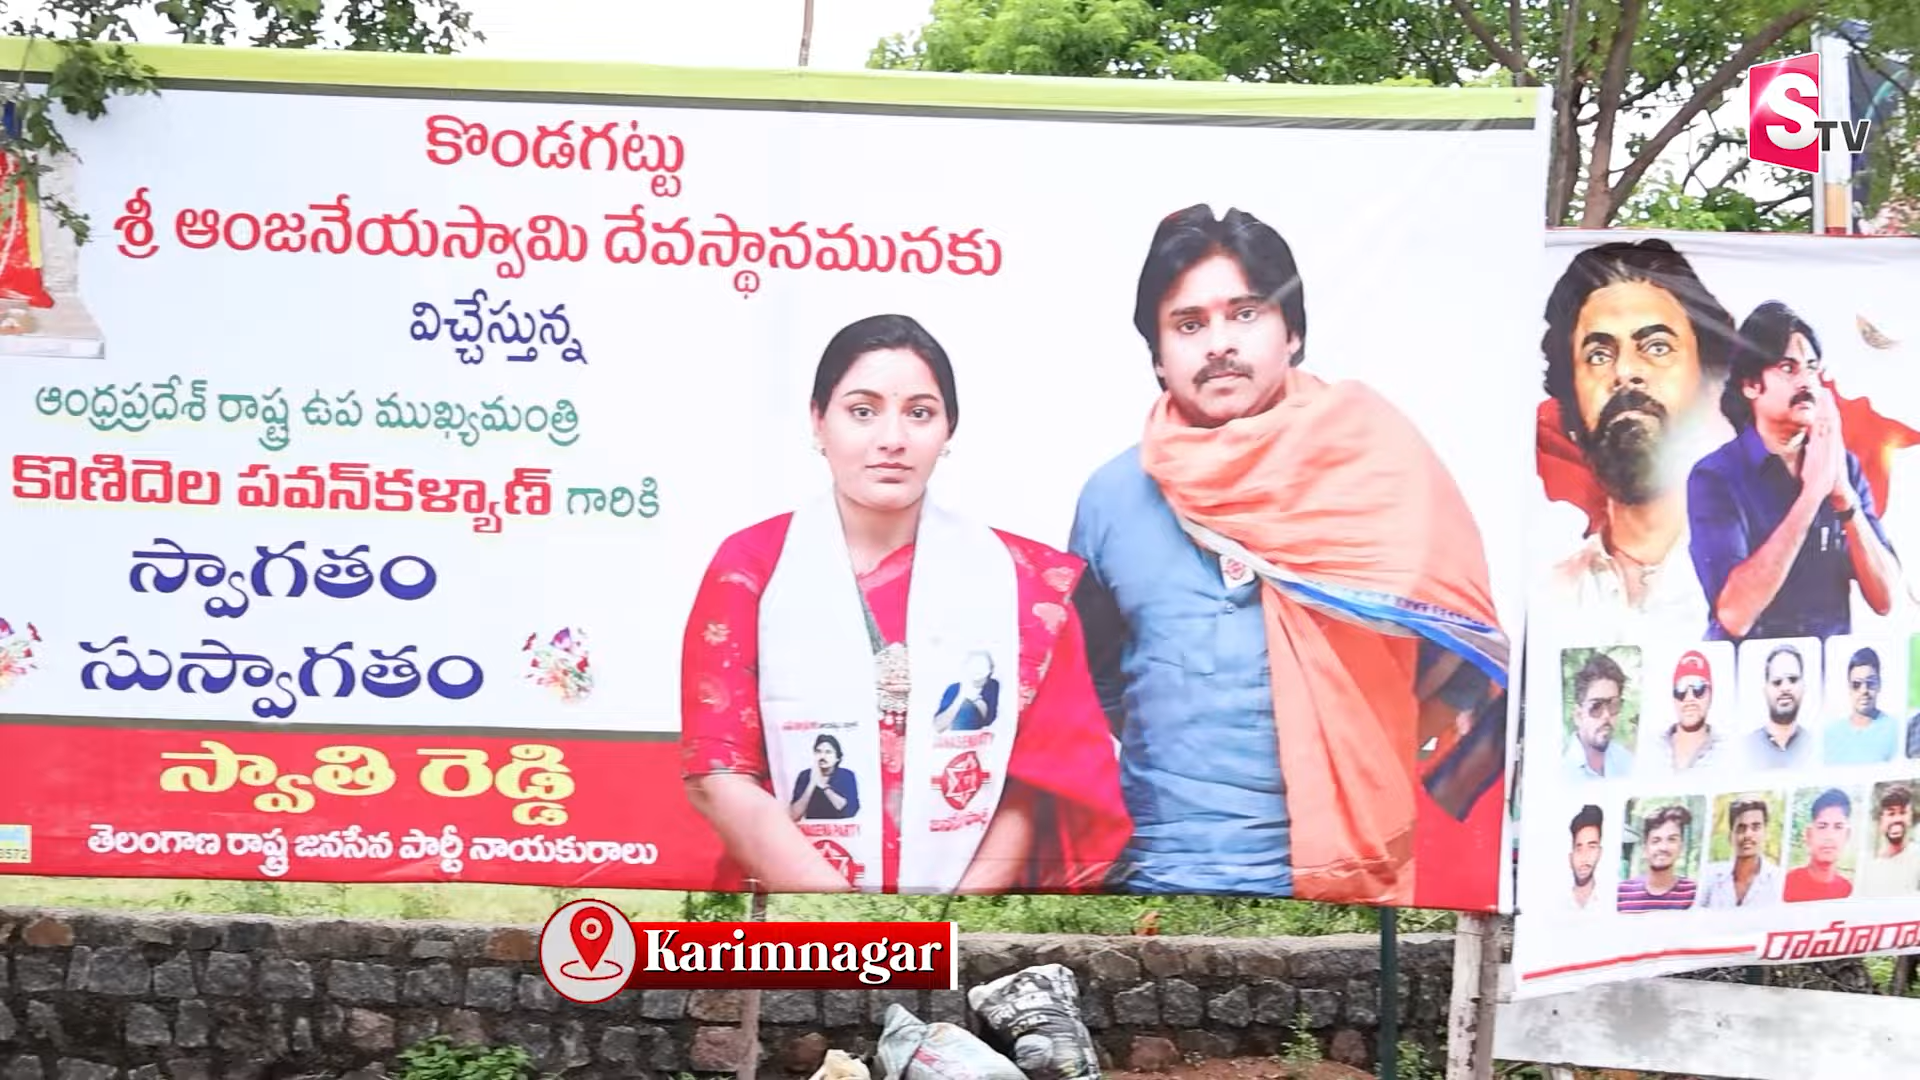 కొండగట్టు
శ్రీ ఆంజనేయస్వామి దేవస్థానమునకు
విచ్చేస్తున్న
ఆంధ్రప్రదేశ్ రాష్ట్ర ఉప ముఖ్యమంత్రి
కొణిదెల పవన్‌కళ్యాణ్ గారికి
స్వాగతం
సుస్వాగతం
స్వాతి రెడ్డి
తెలంగాణ రాష్ట్ర జనసేన పార్టీ నాయకురాలు
STV
Karimnagar